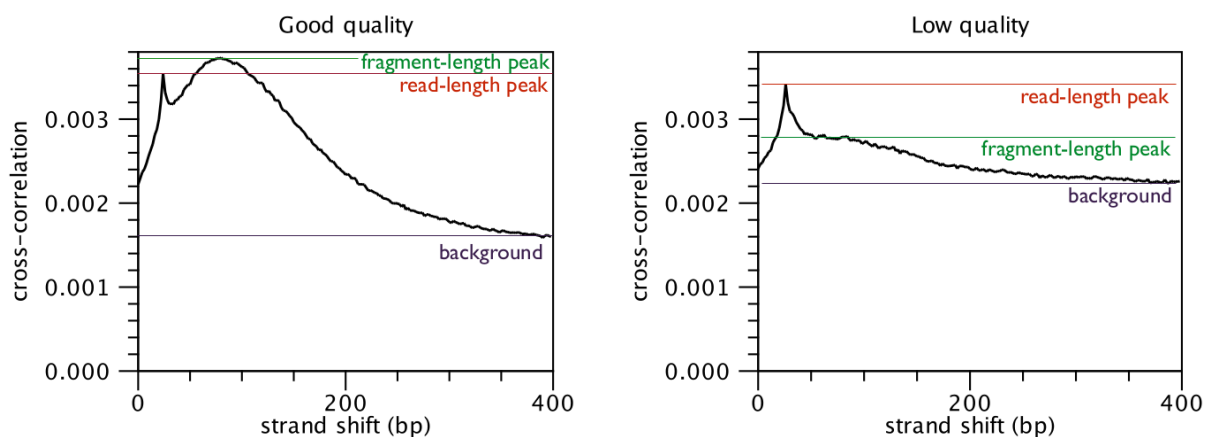 Good quality
fragment-length peak
read-length peak
background
0.003
0.002
0.001
0.000
cross-correlation
0
200
400
strand shift (bp)
Low quality
read-length peak
fragment-length peak
background
0.003
0.002
0.001
0.000
cross-correlation
0
200
400
strand shift (bp)